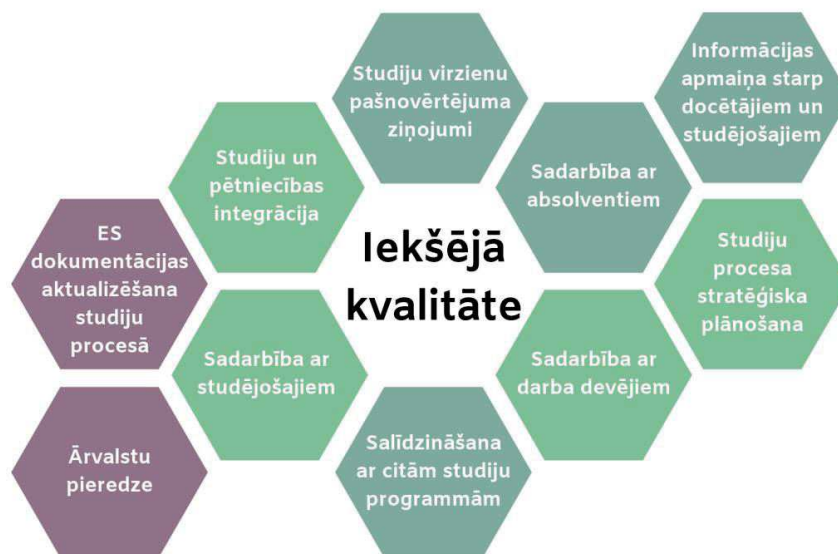 Studiju virzienu
pašnovērtējuma
ziņojumi
Informācijas
apmaiņa starp
docētājiem un
studējošajiem
Studiju un
pētniecības
integrācija
Sadarbība ar
absolventiem
ES
dokumentācijas
aktualizēšana
studiju
procesā
Iekšējā
kvalitāte
Studiju
procesa
stratēģiska
plānošana
Sadarbība ar
studējošajiem
Sadarbība ar
darba devējiem
Ārvalstu
pieredze
Salīdzināšana
ar citām studiju
programmām